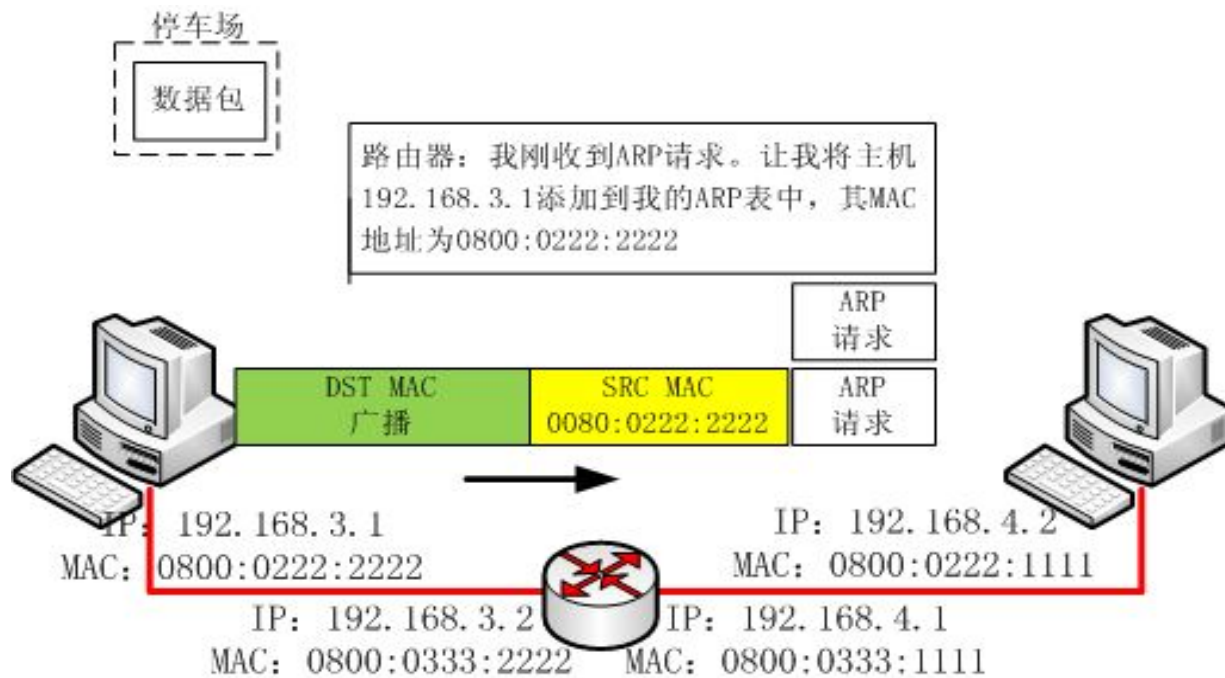 停车场
数据包
路由器：我刚收到ARP请求。让我将主机
192.168.3.1添加到我的ARP表中，其MAC
地址为0800:0222:2222
ARP
请求
DST MAC
广播
SRC MAC
0080:0222:2222
ARP
请求
IP：192.168.3.1
MAC：0800:0222:2222
IP：192.168.4.2
MAC：0800:0222:1111
IP：192.168.3.2
MAC：0800:0333:2222
IP：192.168.4.1
MAC：0800:0333:1111